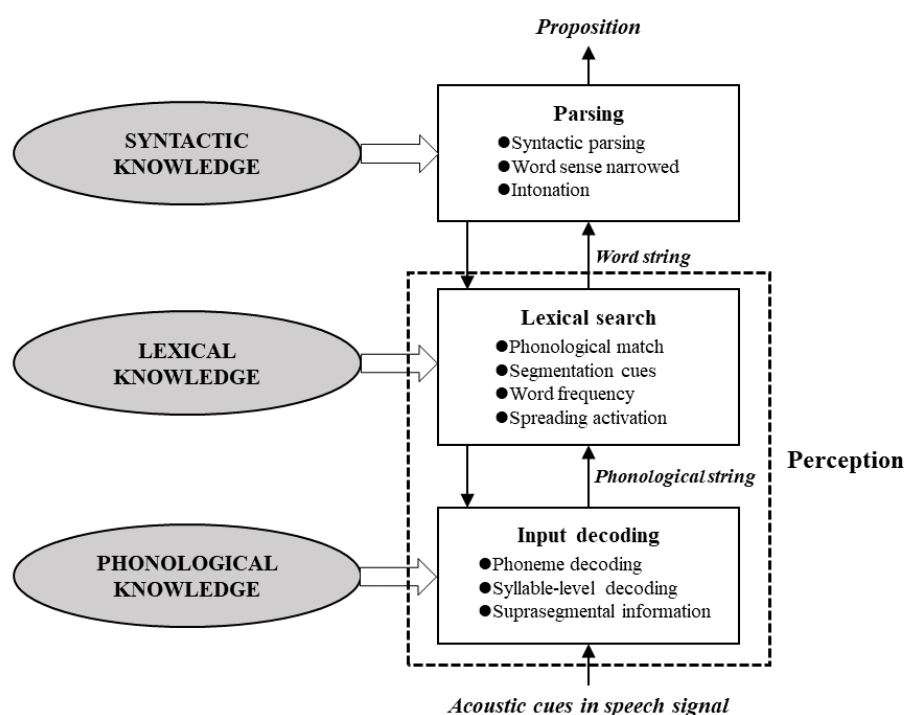 Proposition
Parsing
●Syntactic parsing
●Word sense narrowed
●Intonation
SYNTACTIC
KNOWLEDGE
Word string
Lexical search
●Phonological match
●Segmentation cues
●Word frequency
●Spreading activation
LEXICAL
KNOWLEDGE
Perception
Phonological string
Input decoding
●Phoneme decoding
●Syllable-level decoding
●Suprasegmental information
PHONOLOGICAL
KNOWLEDGE
Acoustic cues in speech signal